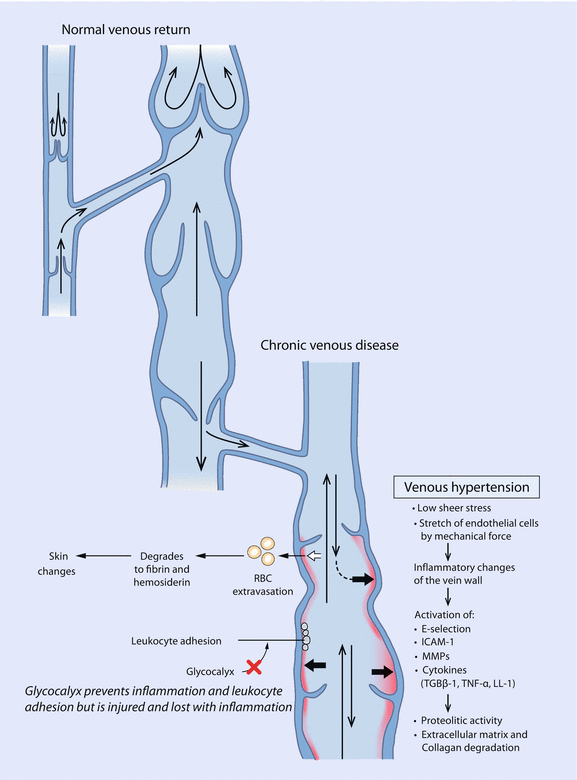 Normal venous return
Chronic venous disease
Venous hypertension
• Low sheer stress
• Stretch of endothelial cells
by mechanical force
Inflammatory changes
of the vein wall
Activation of:
• E-selection
• ICAM-1
• MMPs
• Cytokines
(TGBβ-1, TNF-α, LL-1)
• Proteolitic activity
• Extracellular matrix and
Collagan degradation
Skin
changes
Degrades
to fibrin and
hemosiderin
RBC
extravasation
Leukocyte adhesion
Glycocalyx
Glycocalyx prevents inflammation and leukocyte
adhesion but is injured and lost with inflammation